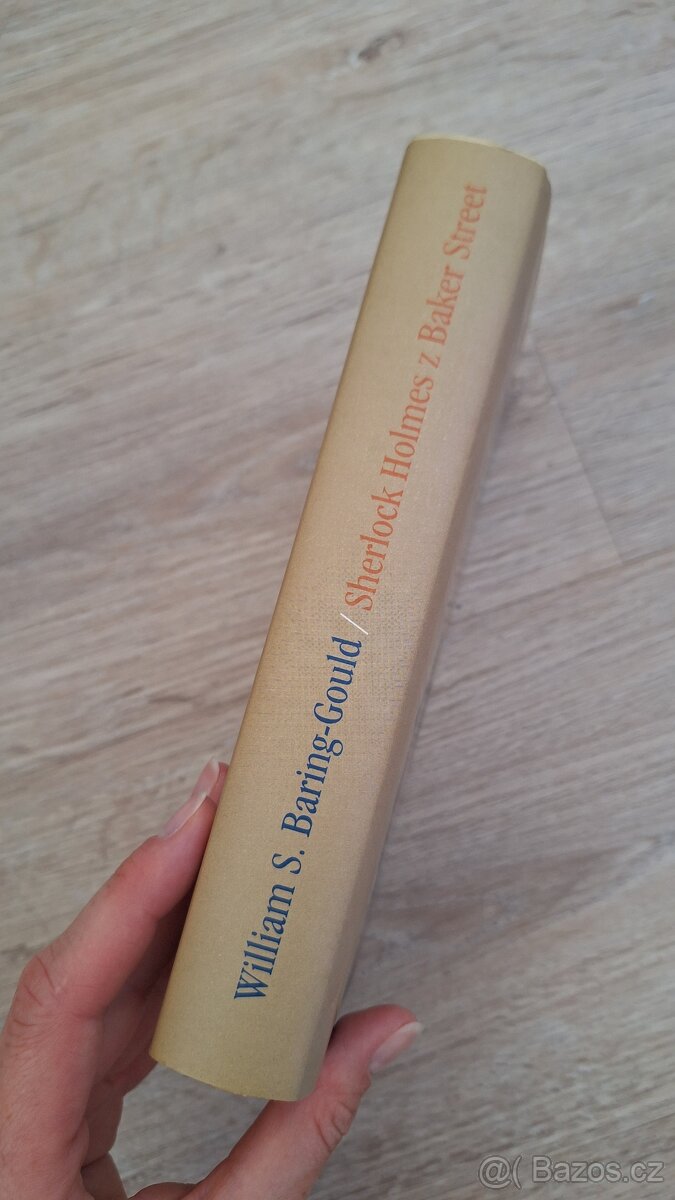 William S. Baring-Gould / Sherlock Holmes z Baker Street
@( Bazos.cz